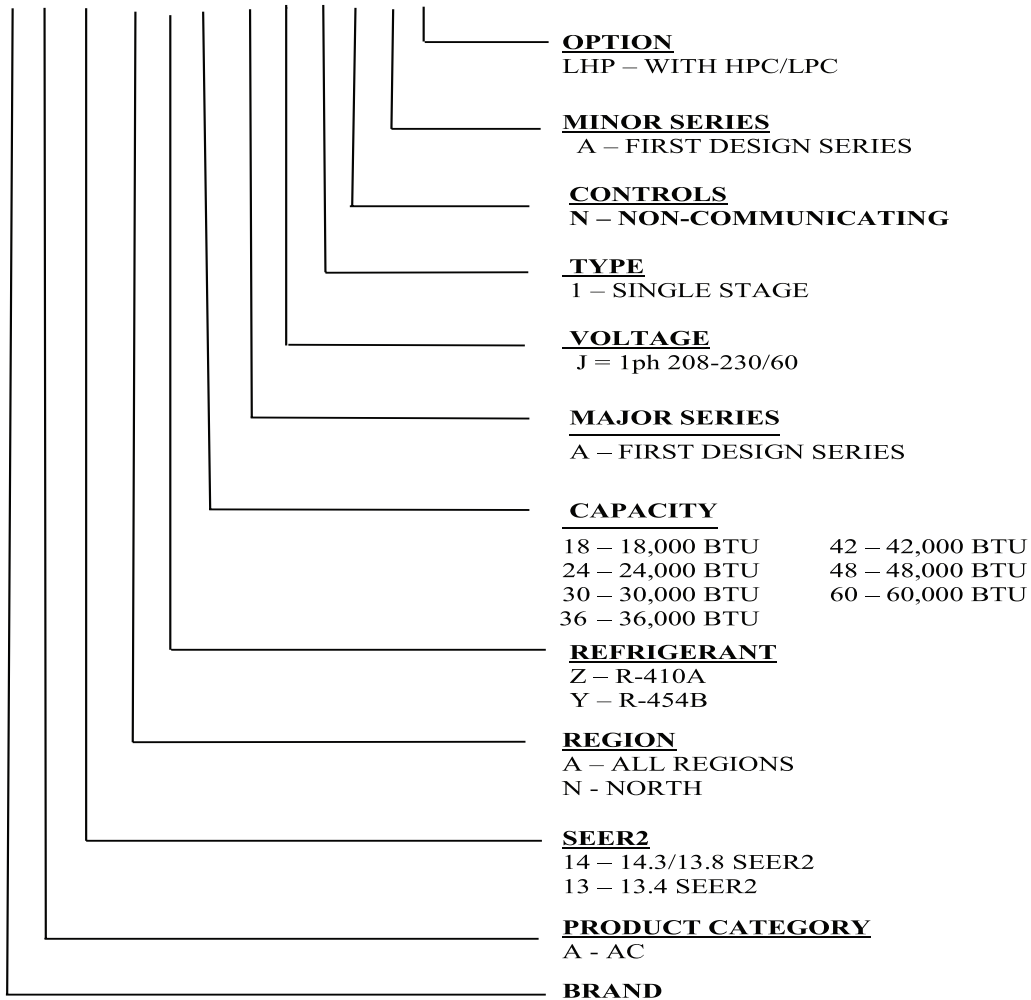 OPTION
LHP – WITH HPC/LPC
MINOR SERIES
A – FIRST DESIGN SERIES
CONTROLS
N – NON-COMMUNICATING
TYPE
1 – SINGLE STAGE
VOLTAGE
J = 1ph 208-230/60
MAJOR SERIES
A – FIRST DESIGN SERIES
CAPACITY
18 – 18,000 BTU 42 – 42,000 BTU
24 – 24,000 BTU 48 – 48,000 BTU
30 – 30,000 BTU 60 – 60,000 BTU
36 – 36,000 BTU
REFRIGERANT
Z – R-410A
Y – R-454B
REGION
A – ALL REGIONS
N - NORTH
SEER2
14 – 14.3/13.8 SEER2
13 – 13.4 SEER2
PRODUCT CATEGORY
A - AC
BRAND